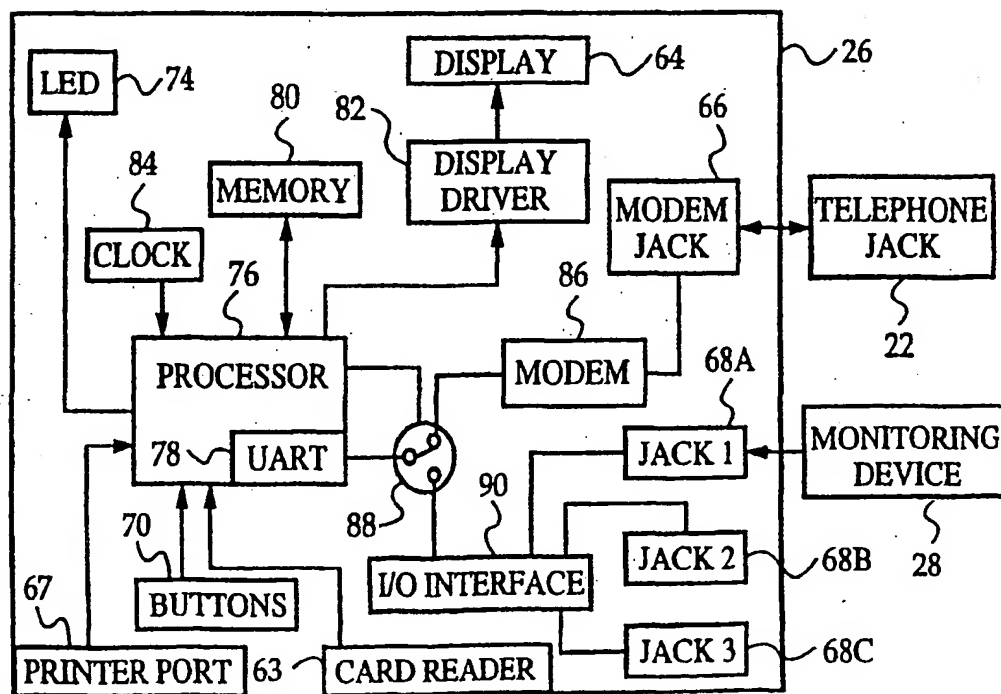 LED
74
DISPLAY
64
26
80
82
66
84
MEMORY
DISPLAY
DRIVER
MODEM
JACK
TELEPHONE
JACK
CLOCK
76
86
22
PROCESSOR
MODEM
68A
78
UART
JACK 1
MONITORING
DEVICE
88
90
70
I/O INTERFACE
JACK 2
68B
28
67
BUTTONS
PRINTER PORT
63
CARD READER
JACK 3
68C